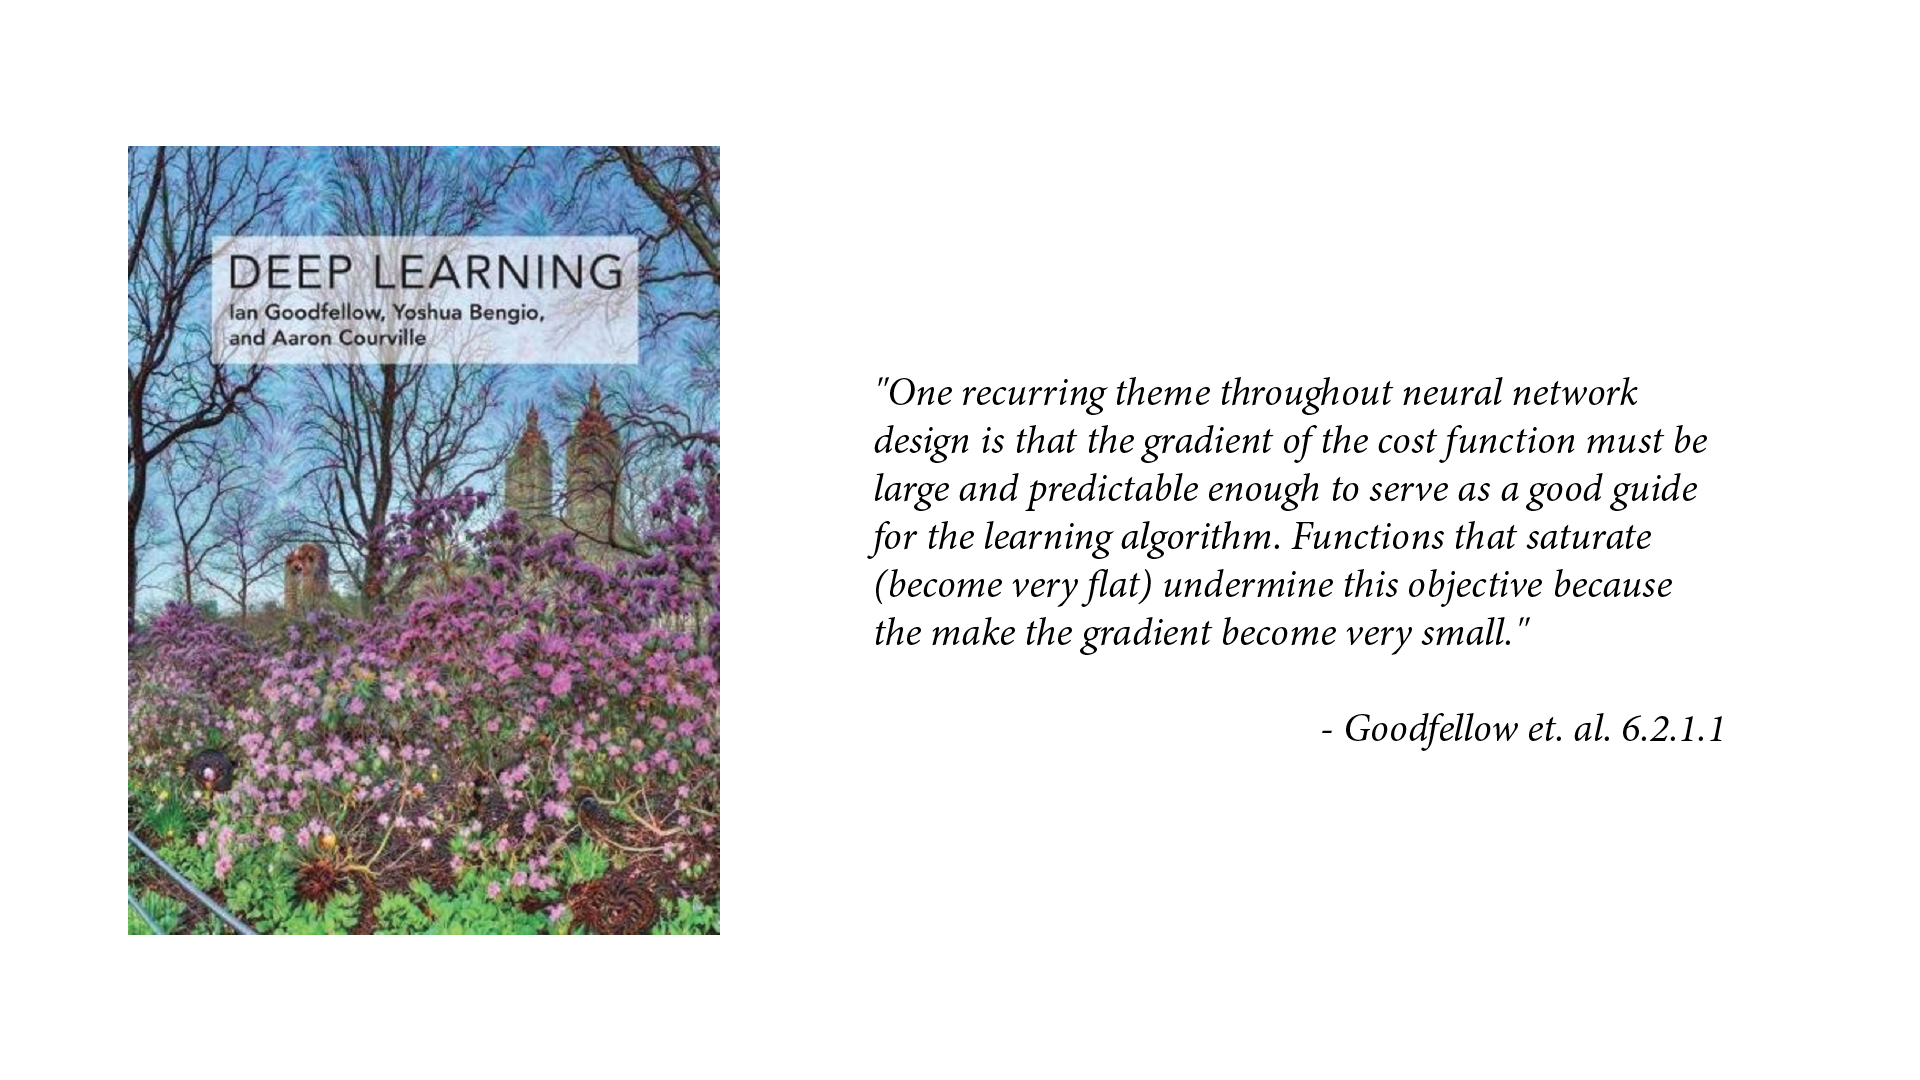 DEEP LEARNING
Ian Goodfellow, Yoshua Bengio,
and Aaron Courville
"One recurring theme throughout neural network
design is that the gradient of the cost function must be
large and predictable enough to serve as a good guide
for the learning algorithm. Functions that saturate
(become very flat) undermine this objective because
the make the gradient become very small."
- Goodfellow et. al. 6.2.1.1